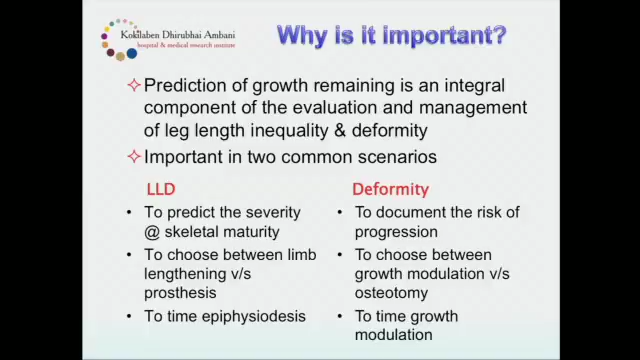 Kokilaben Dhirubhai Ambani
hospital & medical research institute
Why is it important?
Prediction of growth remaining is an integral
component of the evaluation and management
of leg length inequality & deformity
Important in two common scenarios
LLD
• To predict the severity
@ skeletal maturity
• To choose between limb
lengthening v/s
prosthesis
• To time epiphysiodesis
Deformity
• To document the risk of
progression
• To choose between
growth modulation v/s
osteotomy
• To time growth
modulation